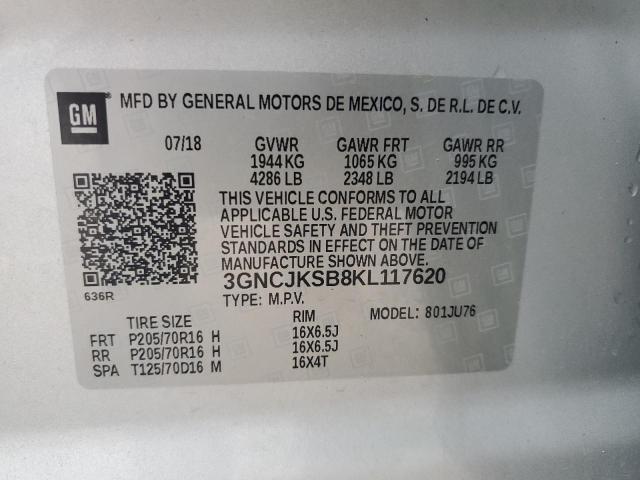 GM
MFD BY GENERAL MOTORS DE MEXICO, S. DE R.L. DE C.V.
07/18 GVWR GAWR FRT GAWR RR
1944 KG 1065 KG 995 KG
4286 LB 2348 LB 2194 LB
THIS VEHICLE CONFORMS TO ALL
APPLICABLE U.S. FEDERAL MOTOR
VEHICLE SAFETY AND THEFT PREVENTION
STANDARDS IN EFFECT ON THE DATE OF
MANUFACTURE SHOWN ABOVE.
3GNCJKSB8KL117620
636R
TYPE: M.P.V.
MODEL: 801JU76
TIRE SIZE RIM
FRT P205/70R16 H 16X6.5J
RR P205/70R16 H 16X6.5J
SPA T125/70D16 M 16X4T